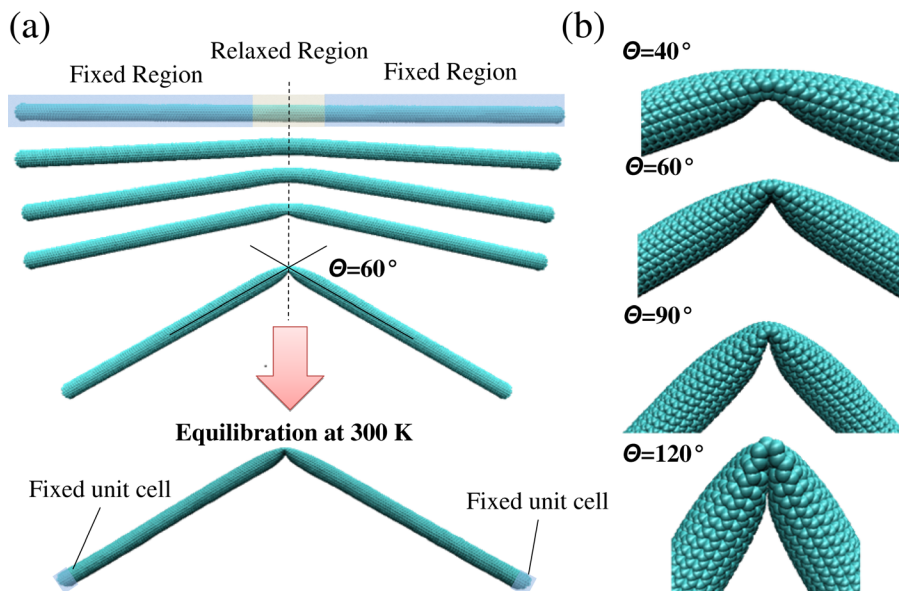 (a)
Relaxed Region
Fixed Region
Fixed Region
Θ=60°
Equilibration at 300 K
Fixed unit cell
Fixed unit cell
(b)
Θ=40°
Θ=60°
Θ=90°
Θ=120°